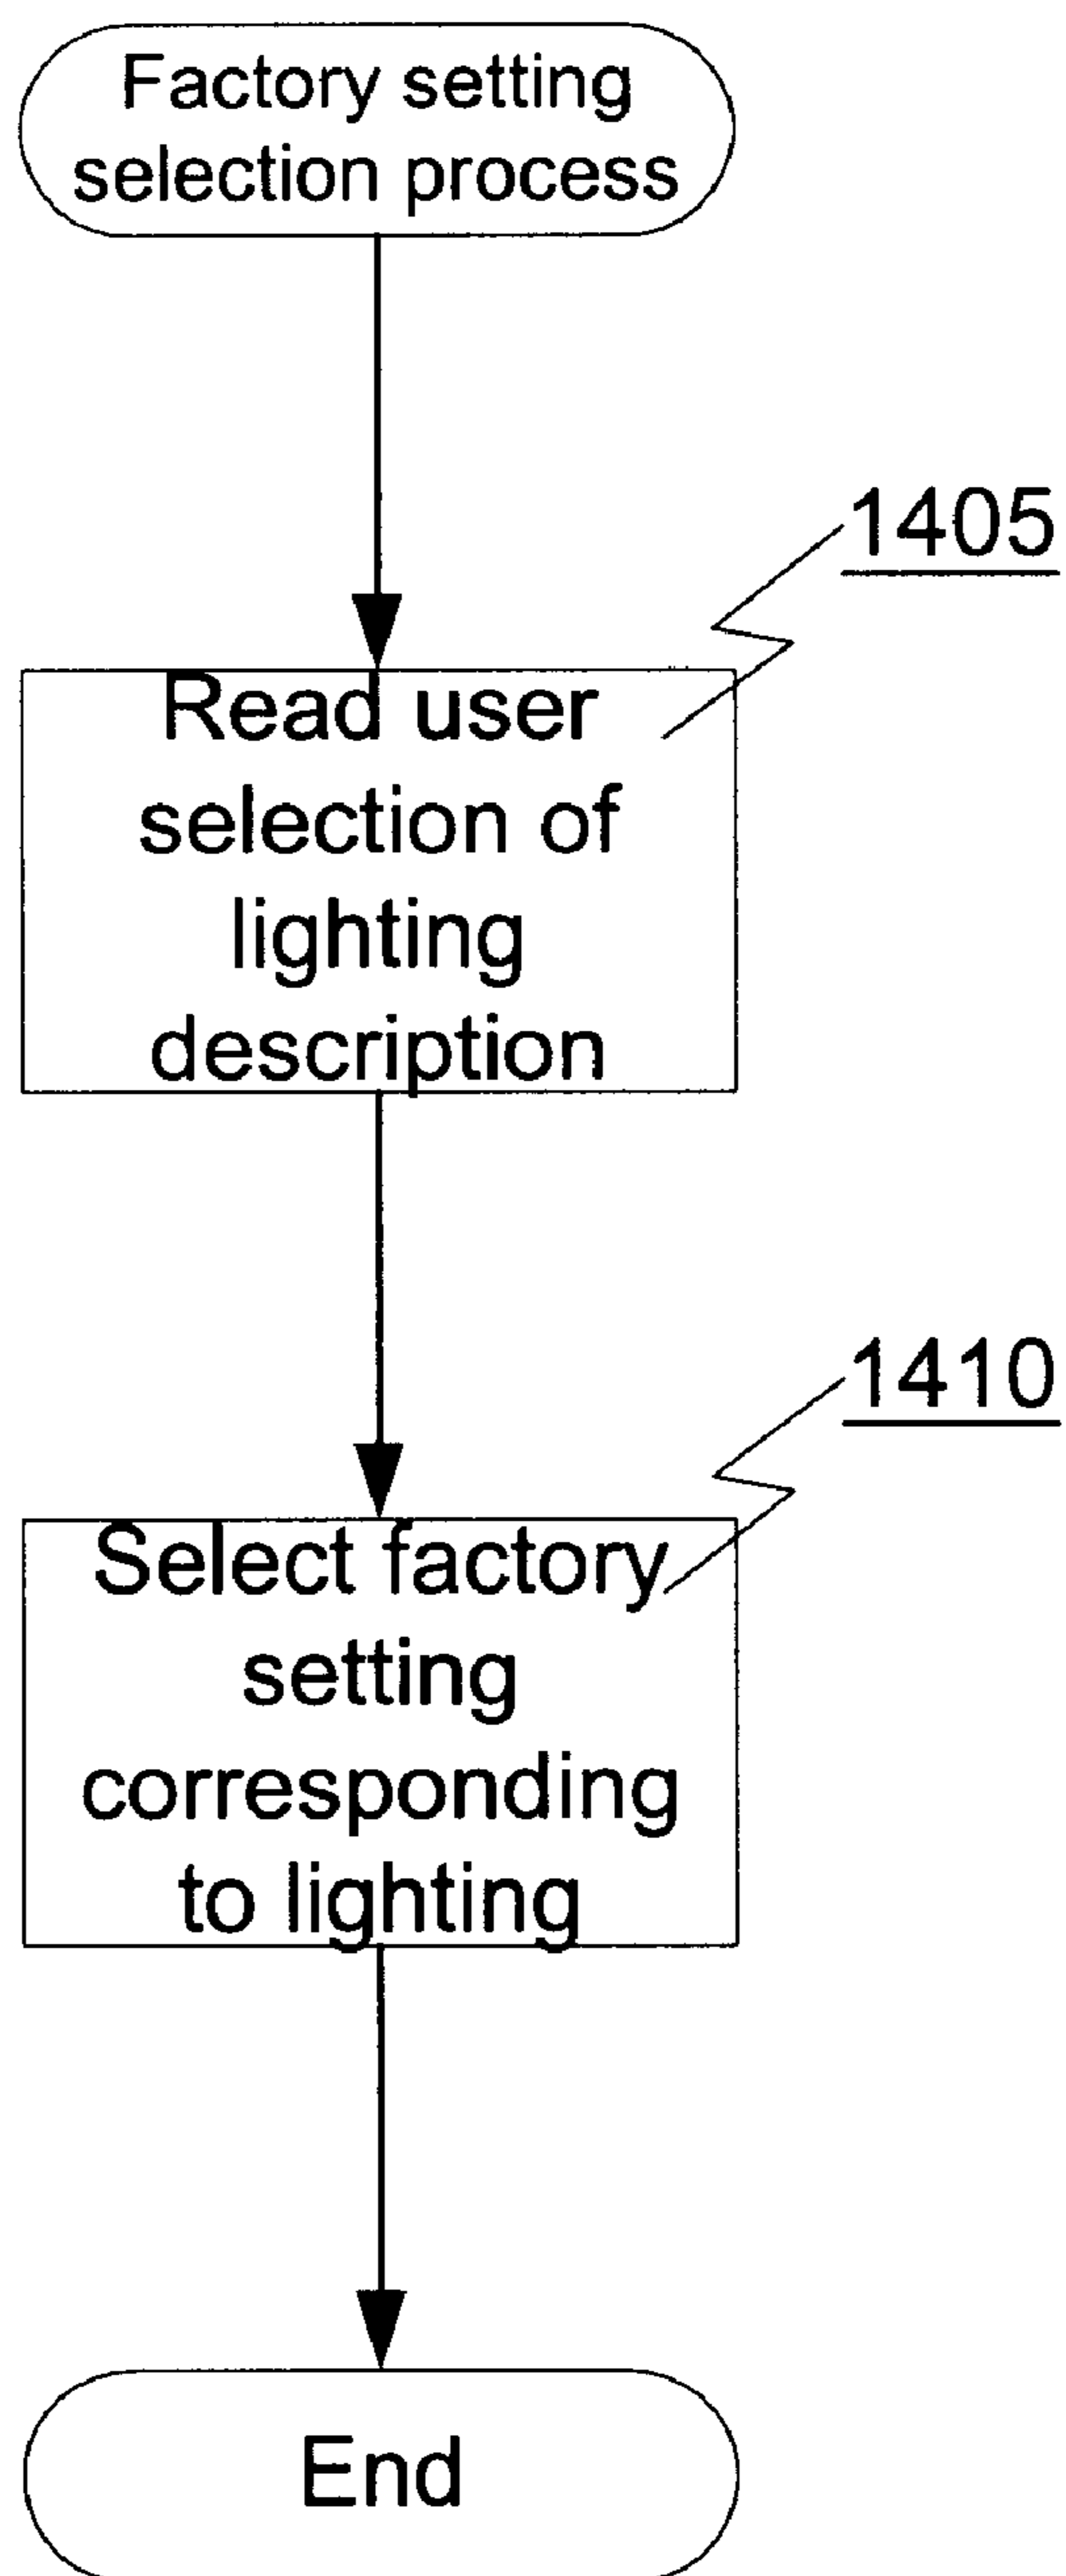 Factory setting
selection process
1405
Read user
selection of
lighting
description
1410
Select factory
setting
corresponding
to lighting
End